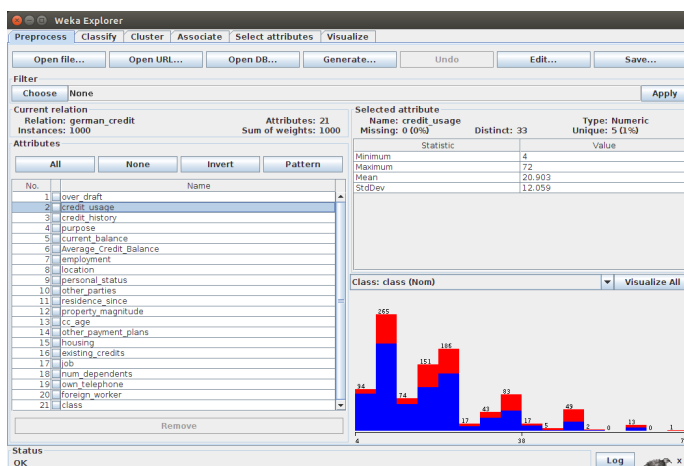 Weka Explorer
Preprocess Classify Cluster Associate Select attributes Visualize
Open file... Open URL... Open DB... Generate... Undo Edit... Save...
Filter
Choose None Apply
Current relation
Relation: german_credit Attributes: 21
Instances: 1000 Sum of weights: 1000
Attributes
All None Invert Pattern
No. Name
1 over_draft
2 credit_usage
3 credit_history
4 purpose
5 current_balance
6 Average_Credit_Balance
7 employment
8 location
9 personal_status
10 other_parties
11 residence_since
12 property_magnitude
13 cc_age
14 other_payment_plans
15 housing
16 existing_credits
17 job
18 num_dependents
19 own_telephone
20 foreign_worker
21 class
Remove
Selected attribute
Name: credit_usage Type: Numeric
Missing: 0 (0%) Distinct: 33 Unique: 5 (1%)
Statistic Value
Minimum 4
Maximum 72
Mean 20.903
StdDev 12.059
Class: class (Nom) Visualize All
94 265 74 151 186 17 43 83 17 5 49 2 0 13 0 1
4 38
Status
OK
Log x